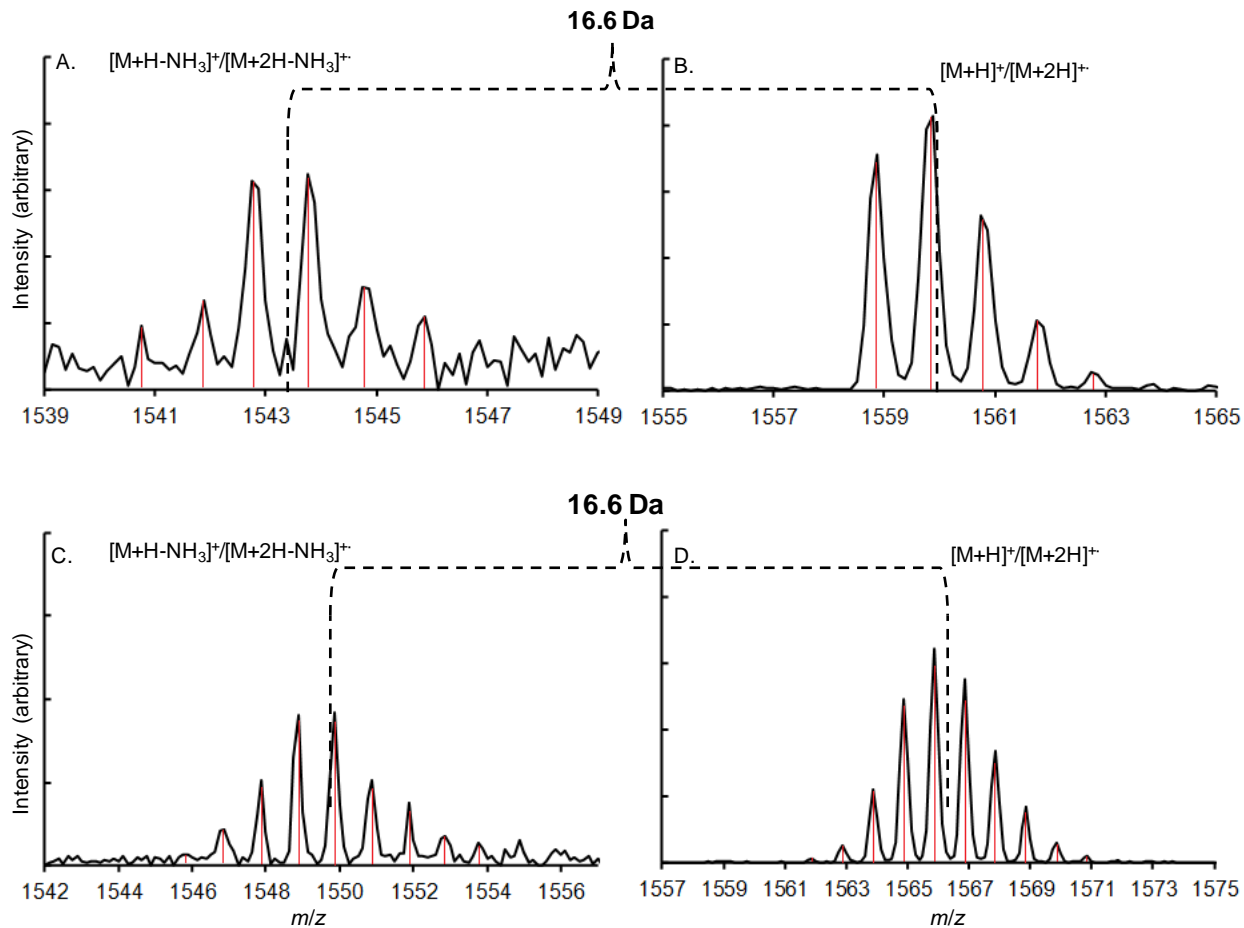 16.6 Da
A. [M+H-NH₃]⁺/[M+2H-NH₃]⁺·
B. [M+H]⁺/[M+2H]⁺·
Intensity (arbitrary)
1539 1541 1543 1545 1547 1549
1555 1557 1559 1561 1563 1565
16.6 Da
C. [M+H-NH₃]⁺/[M+2H-NH₃]⁺·
D. [M+H]⁺/[M+2H]⁺·
Intensity (arbitrary)
1542 1544 1546 1548 1550 1552 1554 1556
1557 1559 1561 1563 1565 1567 1569 1571 1573 1575
m/z
m/z